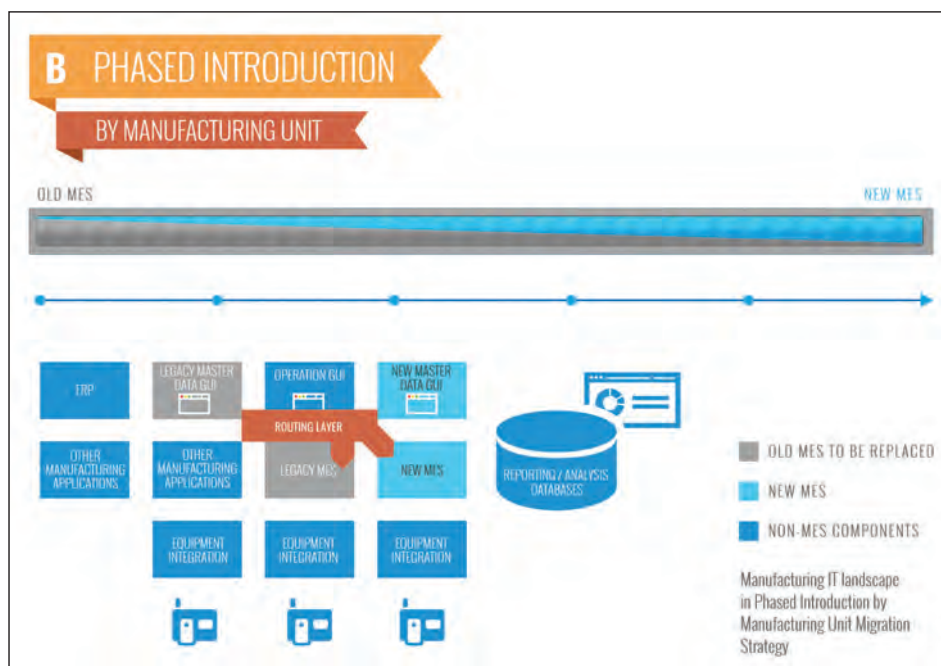 B PHASED INTRODUCTION
BY MANUFACTURING UNIT
OLD MES
NEW MES
ERP
LEGACY MASTER
DATA GUI
OPERATION GUI
NEW MASTER
DATA GUI
ROUTING LAYER
OTHER
MANUFACTURING
APPLICATIONS
OTHER
MANUFACTURING
APPLICATIONS
LEGACY MES
NEW MES
REPORTING / ANALYSIS
DATABASES
EQUIPMENT
INTEGRATION
EQUIPMENT
INTEGRATION
EQUIPMENT
INTEGRATION
OLD MES TO BE REPLACED
NEW MES
NON-MES COMPONENTS
Manufacturing IT landscape
in Phased Introduction by
Manufacturing Unit Migration
Strategy